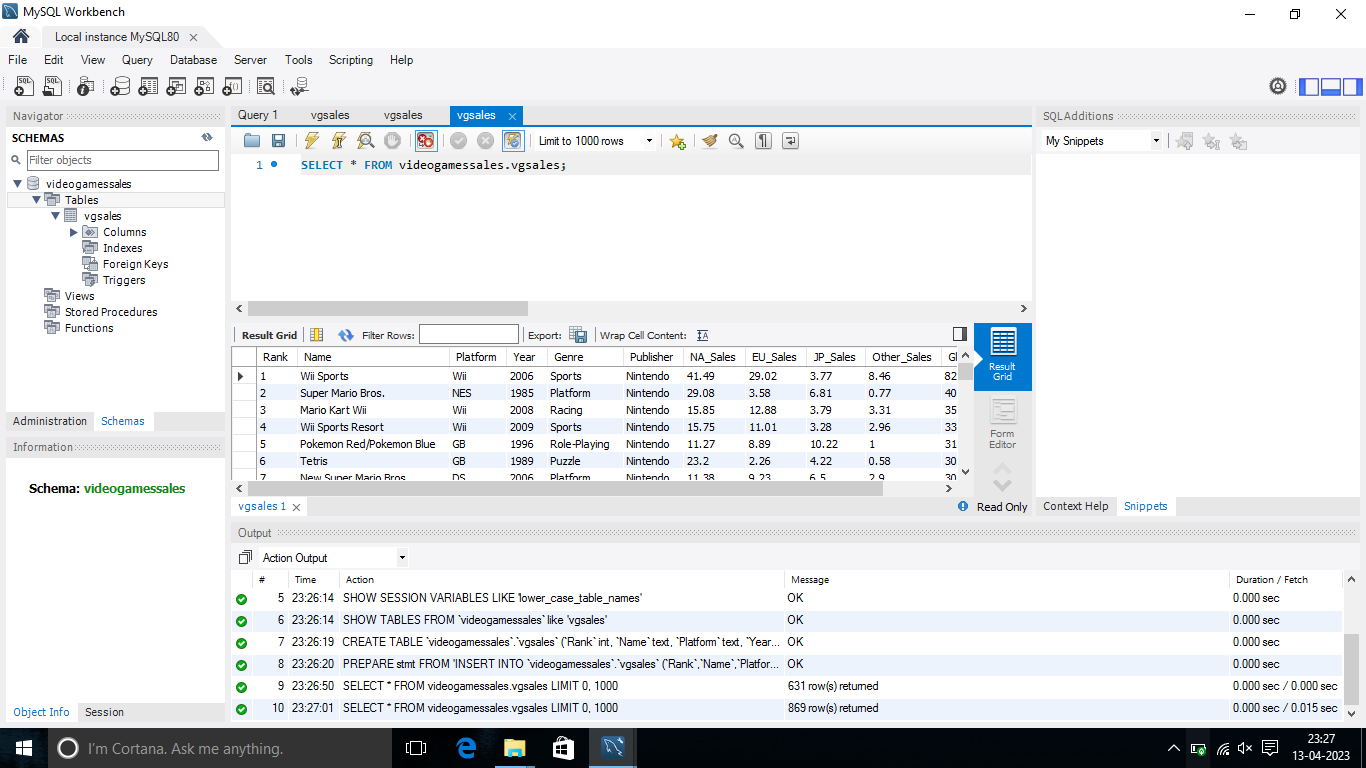 MySQL Workbench
Local instance MySQL80
File Edit View Query Database Server Tools Scripting Help
Navigator
SCHEMAS
Filter objects
videogamessales
Tables
vgsales
Columns
Indexes
Foreign Keys
Triggers
Views
Stored Procedures
Functions
Administration Schemas
Information
Schema: videogamessales
Object Info Session
Query 1 vgsales vgsales vgsales
Limit to 1000 rows
1 SELECT * FROM videogamessales.vgsales;
Result Grid Filter Rows: Export: Wrap Cell Content:
Rank Name Platform Year Genre Publisher NA_Sales EU_Sales JP_Sales Other_Sales Gl
1 Wii Sports Wii 2006 Sports Nintendo 41.49 29.02 3.77 8.46 82
2 Super Mario Bros. NES 1985 Platform Nintendo 29.08 3.58 6.81 0.77 40
3 Mario Kart Wii Wii 2008 Racing Nintendo 15.85 12.88 3.79 3.31 35
4 Wii Sports Resort Wii 2009 Sports Nintendo 15.75 11.01 3.28 2.96 33
5 Pokemon Red/Pokemon Blue GB 1996 Role-Playing Nintendo 11.27 8.89 10.22 1 31
6 Tetris GB 1989 Puzzle Nintendo 23.2 2.26 4.22 0.58 30
7 New Super Mario Bros. DS 2006 Platform Nintendo 11.38 9.23 6.5 2.9 30
Result
Grid
Form
Editor
vgsales 1
Read Only
SQLAdditions
My Snippets
Context Help Snippets
Output
Action Output
# Time Action Message Duration / Fetch
5 23:26:14 SHOW SESSION VARIABLES LIKE 'lower_case_table_names' OK 0.000 sec
6 23:26:14 SHOW TABLES FROM `videogamessales` like 'vgsales' OK 0.000 sec
7 23:26:19 CREATE TABLE `videogamessales`.`vgsales` (`Rank` int, `Name` text, `Platform` text, `Year... OK 0.000 sec
8 23:26:20 PREPARE stmt FROM 'INSERT INTO `videogamessales`.`vgsales` (`Rank`,`Name`,`Platfor... OK 0.000 sec
9 23:26:50 SELECT * FROM videogamessales.vgsales LIMIT 0, 1000 631 row(s) returned 0.000 sec / 0.000 sec
10 23:27:01 SELECT * FROM videogamessales.vgsales LIMIT 0, 1000 869 row(s) returned 0.000 sec / 0.015 sec
I'm Cortana. Ask me anything.
23:27
13-04-2023